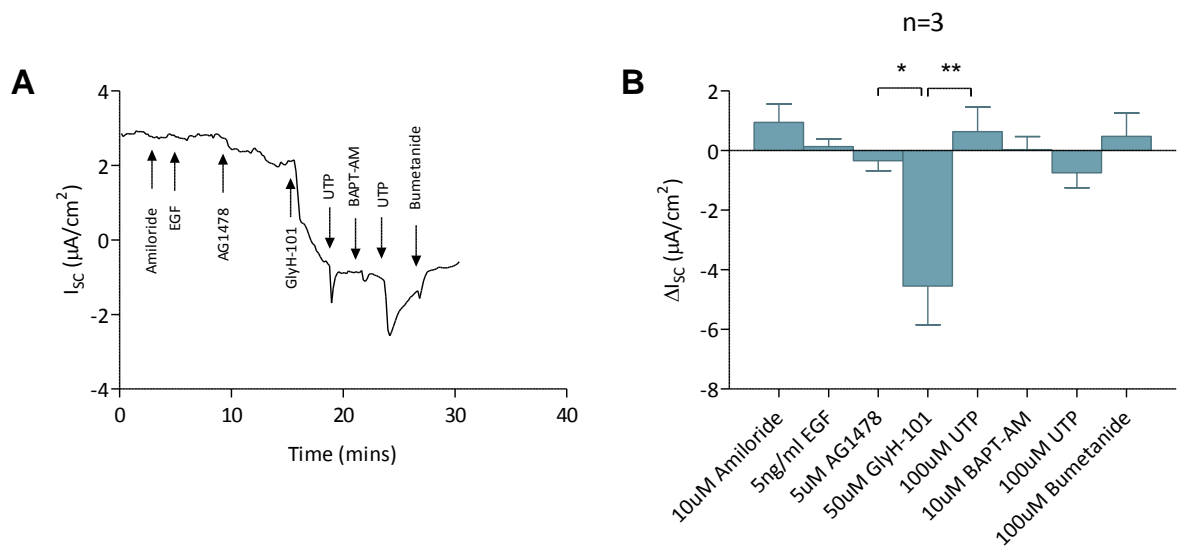 n=3
A
4
2
0
-2
-4
I_SC (µA/cm²)
Amiloride
EGF
AG1478
GlyH-101
UTP
BAPT-AM
UTP
Bumetanide
0
10
20
30
40
Time (mins)
B
*
**
2
0
-2
-4
-6
-8
ΔI_SC (µA/cm²)
10uM Amiloride
5ng/ml EGF
5uM AG1478
50uM GlyH-101
100uM UTP
10uM BAPT-AM
100uM UTP
100uM Bumetanide